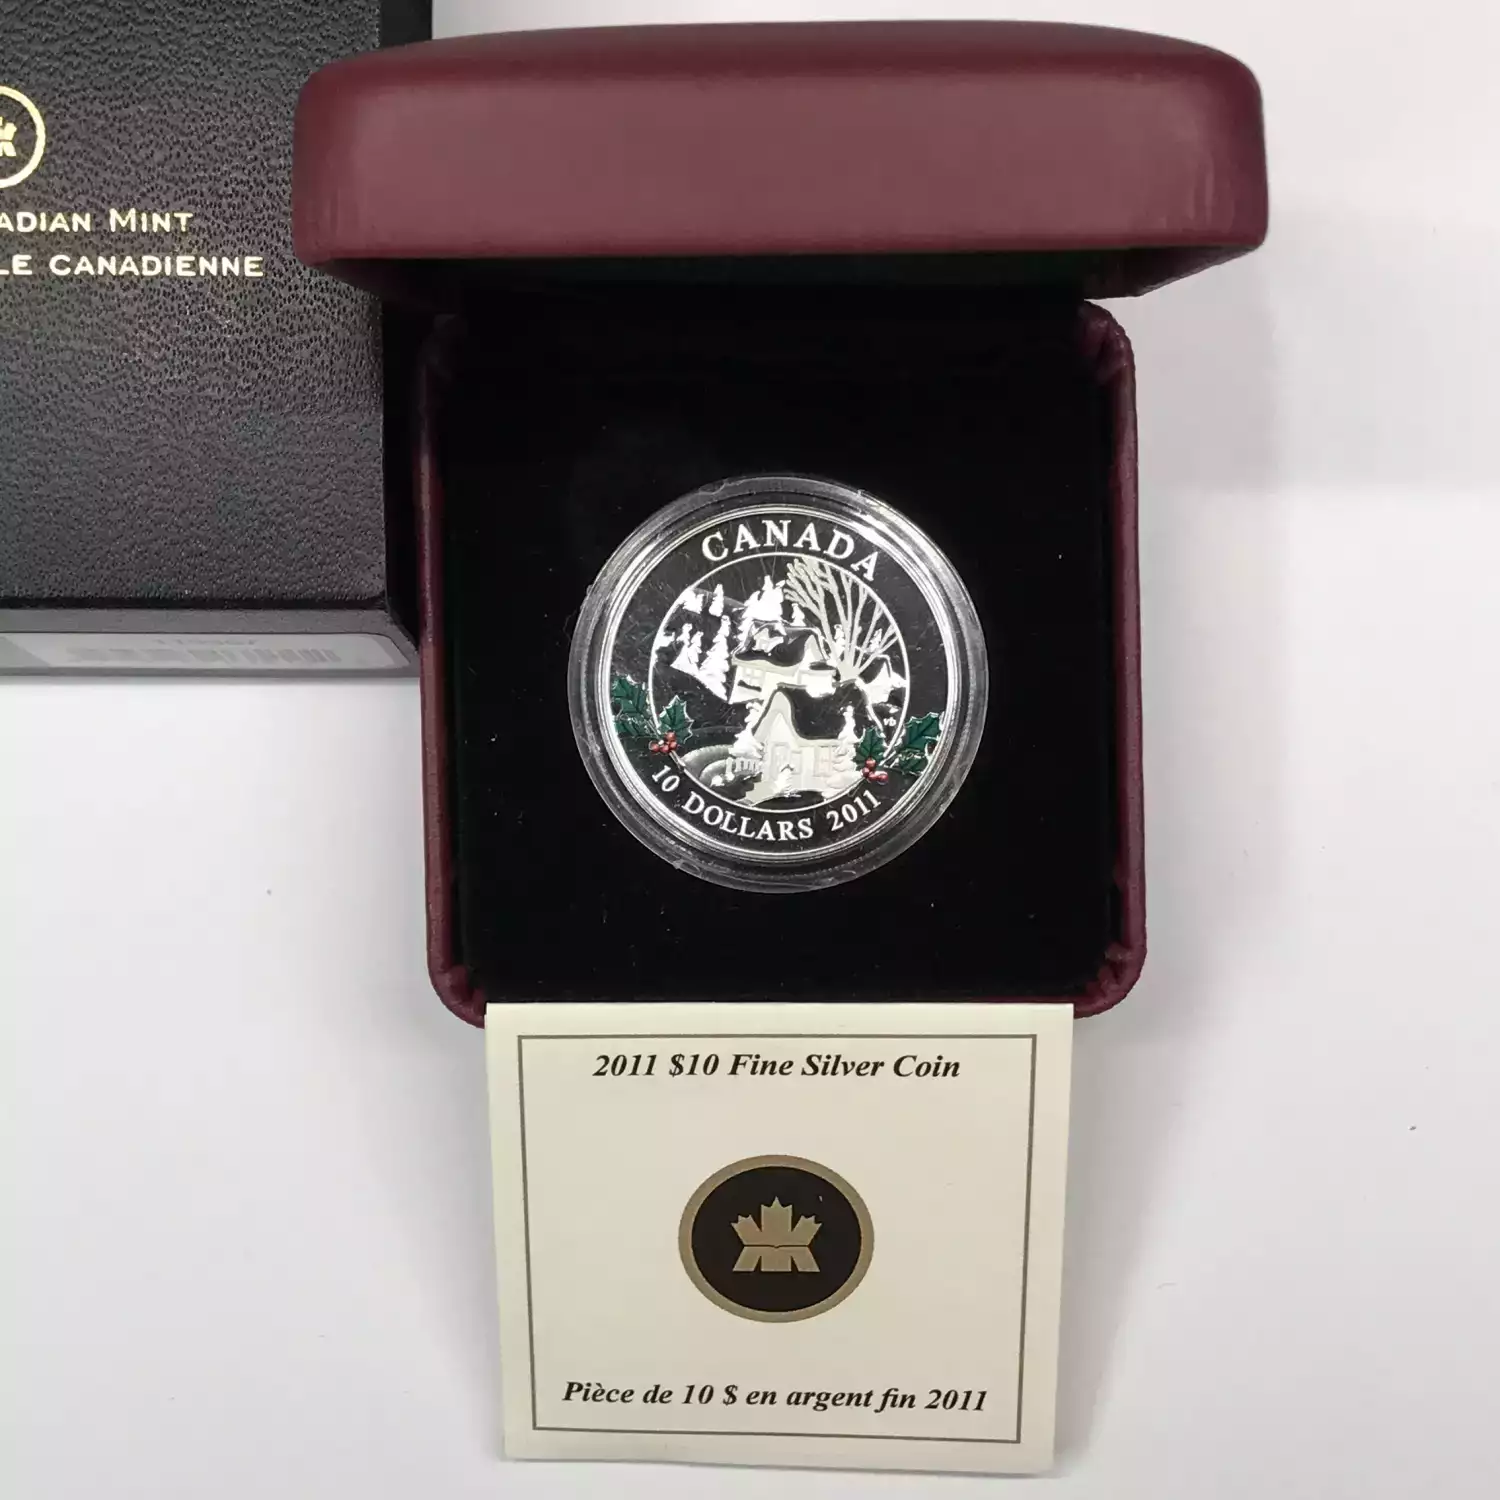 ADIAN MINT
LE CANADIENNE
CANADA
10 DOLLARS 2011
2011 $10 Fine Silver Coin
Pièce de 10 $ en argent fin 2011